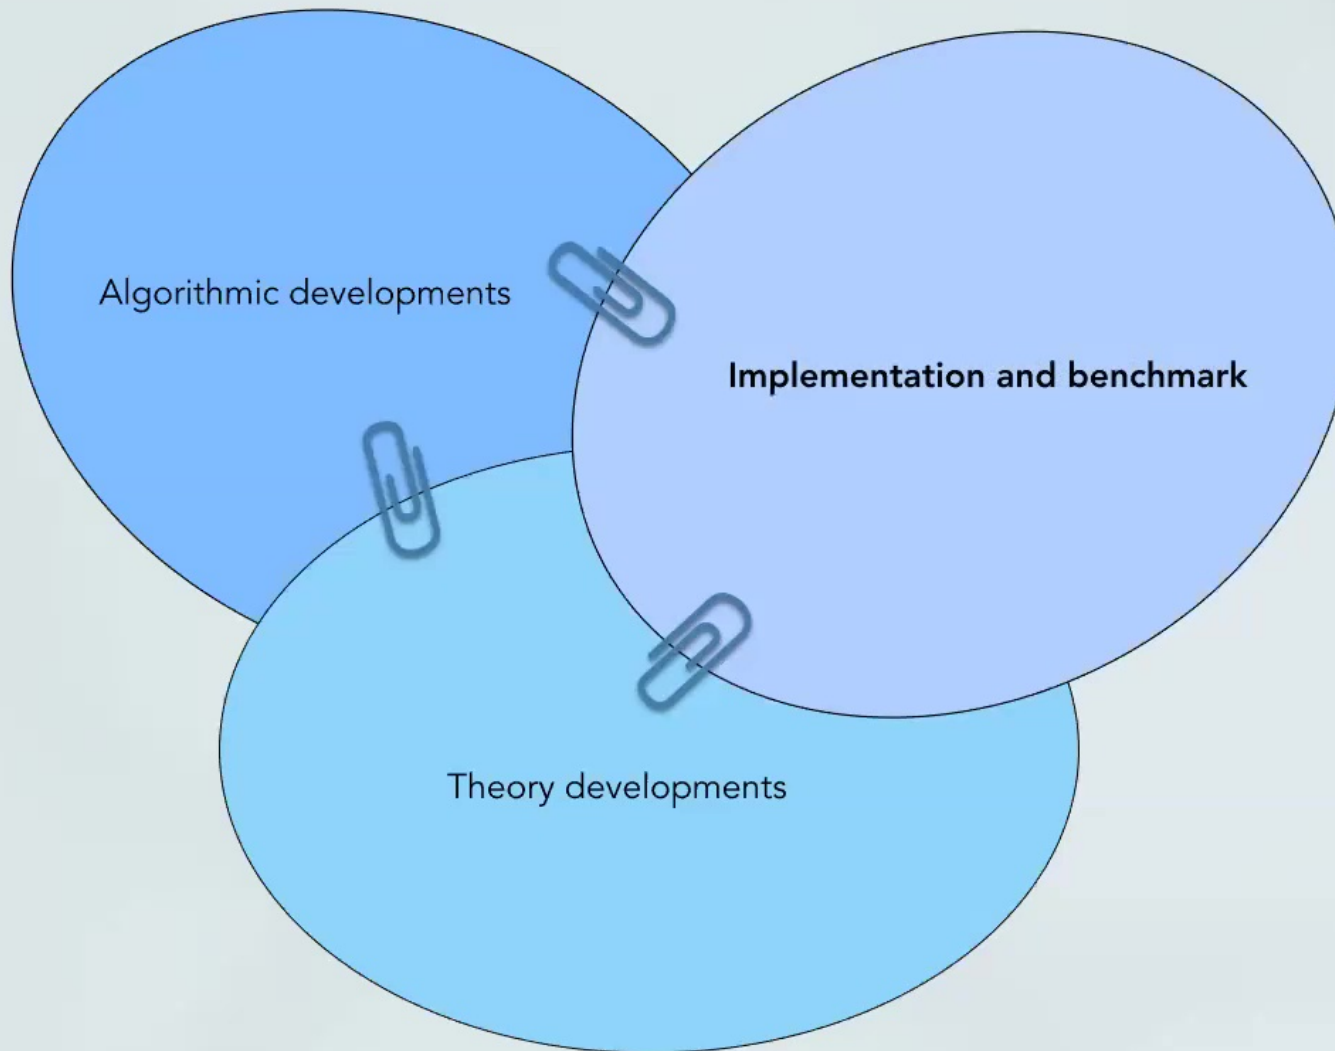 Algorithmic developments
Implementation and benchmark
Theory developments